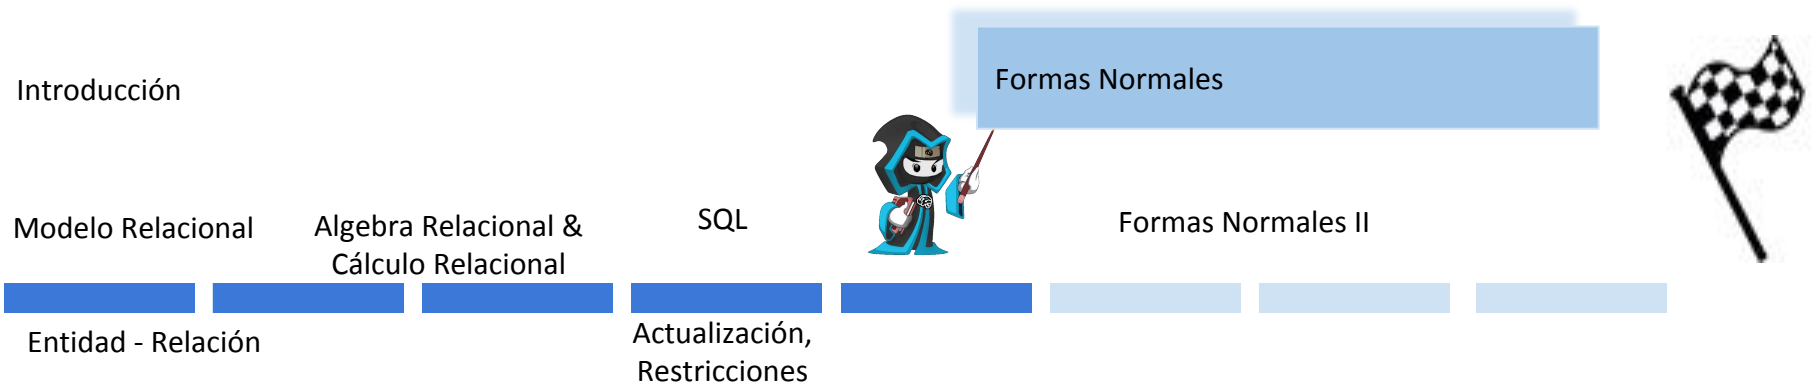 Introducción
Formas Normales
Modelo Relacional
Algebra Relacional &
Cálculo Relacional
SQL
Formas Normales II
Entidad - Relación
Actualización,
Restricciones